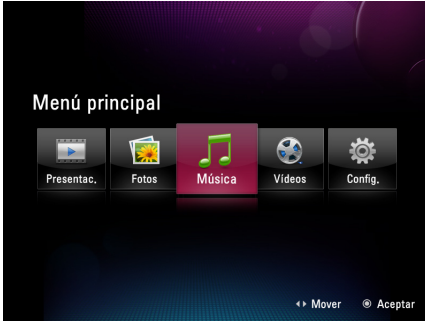 Menú principal
Presentac. Fotos Música Vídeos Config.
Mover Aceptar